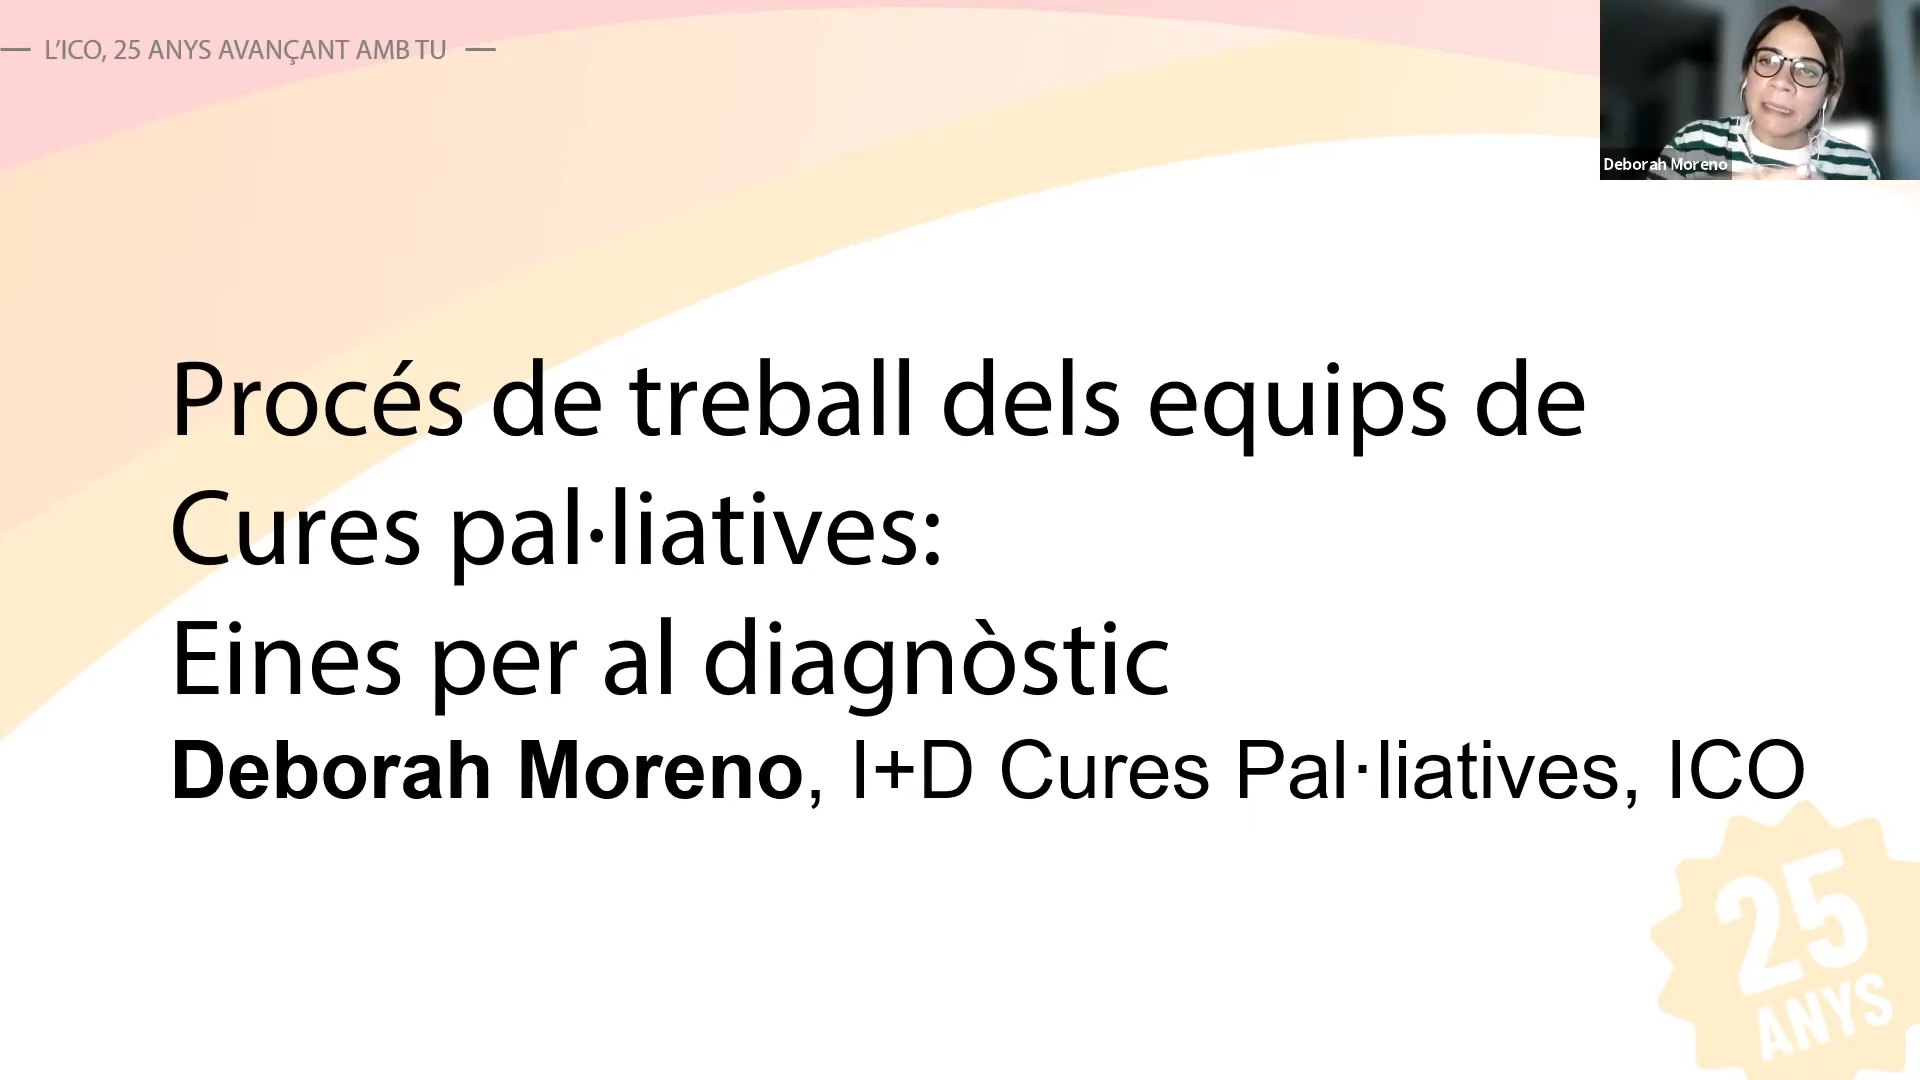 L'ICO, 25 ANYS AVANÇANT AMB TU
Deborah Moreno
Procés de treball dels equips de
Cures pal·liatives:
Eines per al diagnòstic
Deborah Moreno, I+D Cures Pal·liatives, ICO
25
ANYS